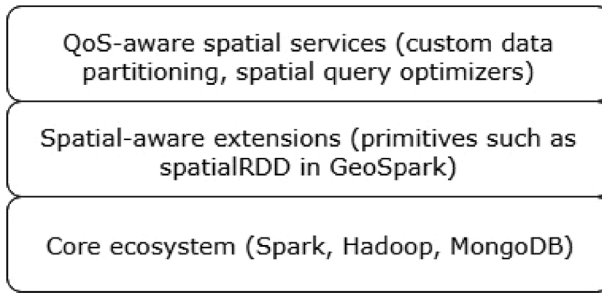 QoS-aware spatial services (custom data
partitioning, spatial query optimizers)
Spatial-aware extensions (primitives such as
spatialRDD in GeoSpark)
Core ecosystem (Spark, Hadoop, MongoDB)